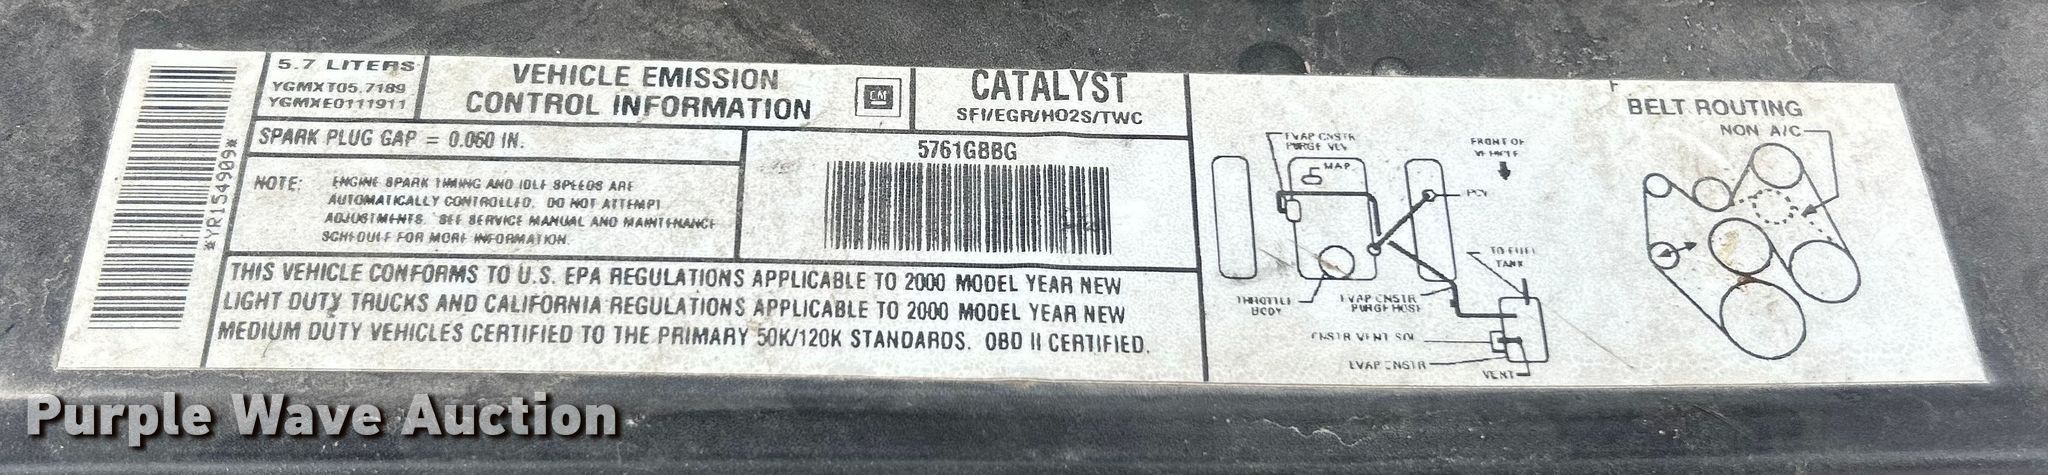 *YR154909*
5.7 LITERS
YGMXT05.7189
YGMXE0111911
VEHICLE EMISSION
CONTROL INFORMATION
GM
CATALYST
SFI/EGR/HO2S/TWC
SPARK PLUG GAP = 0.060 IN.
NOTE: ENGINE SPARK TIMING AND IDLE SPEEDS ARE
AUTOMATICALLY CONTROLLED. DO NOT ATTEMPT
ADJUSTMENTS. SEE SERVICE MANUAL AND MAINTENANCE
SCHEDULE FOR MORE INFORMATION.
5761GBBG
THIS VEHICLE CONFORMS TO U.S. EPA REGULATIONS APPLICABLE TO 2000 MODEL YEAR NEW
LIGHT DUTY TRUCKS AND CALIFORNIA REGULATIONS APPLICABLE TO 2000 MODEL YEAR NEW
MEDIUM DUTY VEHICLES CERTIFIED TO THE PRIMARY 50K/120K STANDARDS. OBD II CERTIFIED.
EVAP CNSTR
PURGE VLV
MAP
FRONT OF
VEHICLE
PCV
TO FUEL
TANK
THROTTLE
BODY
EVAP CNSTR
PURGE HOSE
CNSTR VENT SOL
EVAP CNSTR
VENT
BELT ROUTING
NON A/C
Purple Wave Auction